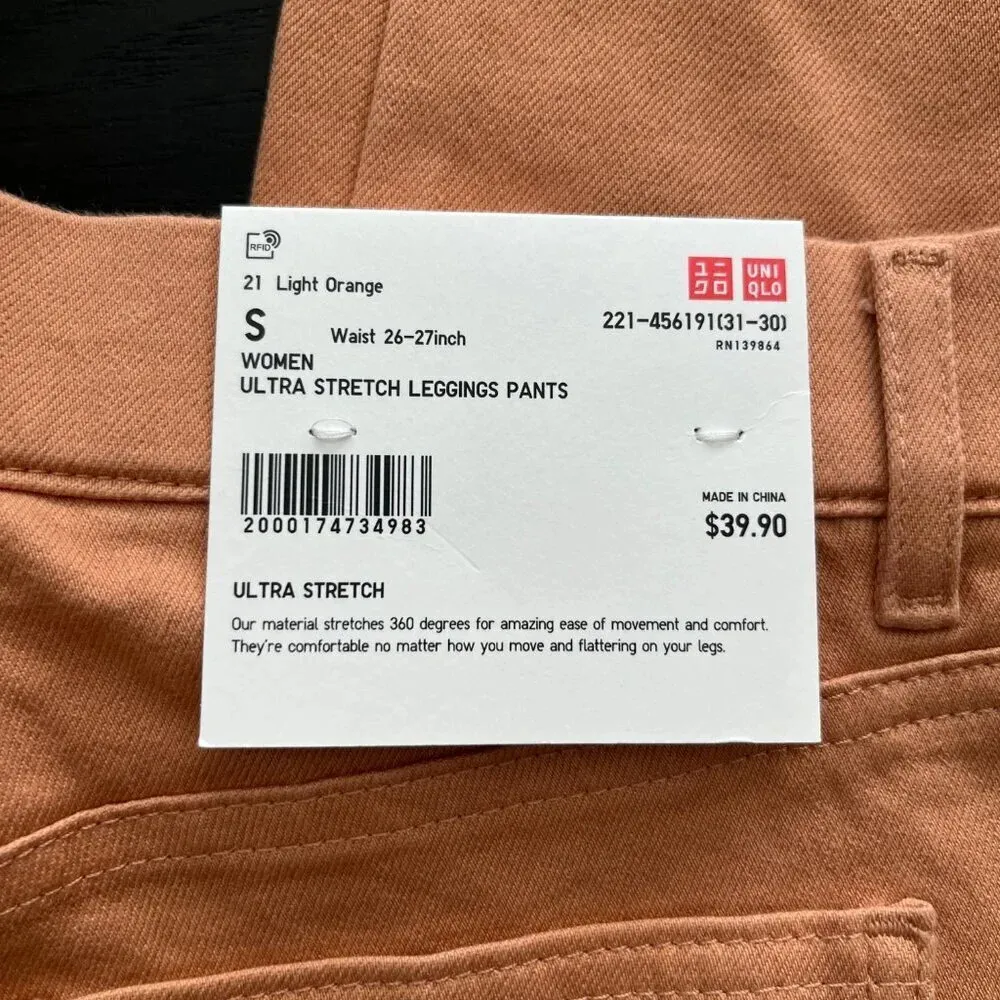 RFID
21 Light Orange
ユニクロ
UNIQLO
S Waist 26-27inch
221-456191(31-30)
RN139864
WOMEN
ULTRA STRETCH LEGGINGS PANTS
2000174734983
MADE IN CHINA
$39.90
ULTRA STRETCH
Our material stretches 360 degrees for amazing ease of movement and comfort.
They're comfortable no matter how you move and flattering on your legs.